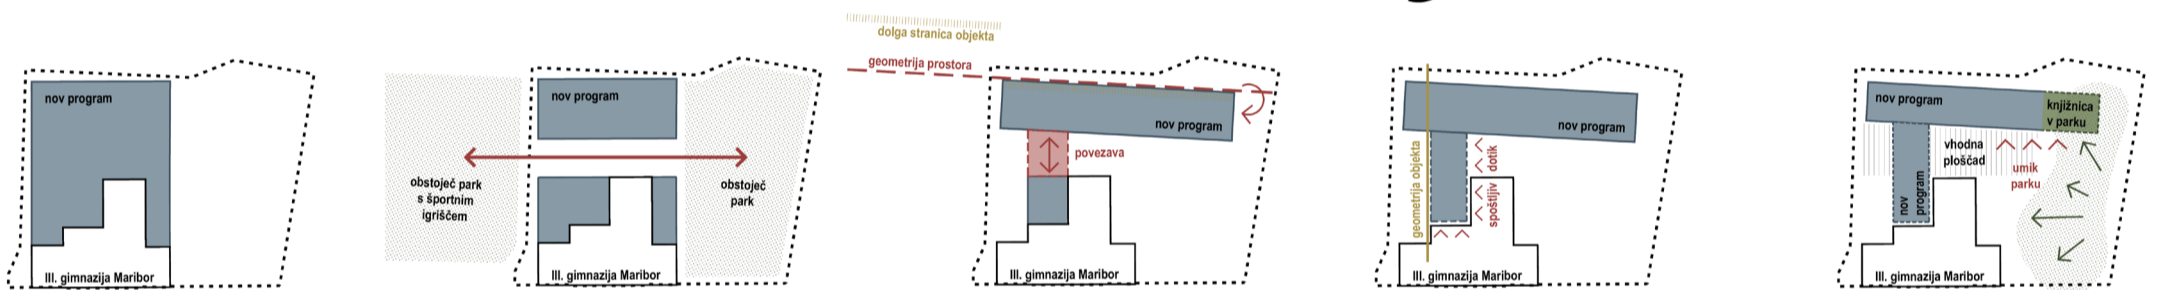 nov program
III. gimnazija Maribor
obstoječ park
s športnim
igriščem
nov program
obstoječ
park
III. gimnazija Maribor
dolga stranica objekta
geometrija prostora
nov program
povezava
III. gimnazija Maribor
geometrija objekta
nov program
spoštljiv dotik
III. gimnazija Maribor
nov program
knjižnica
v parku
vhodna
ploščad
umik
parku
nov
program
III. gimnazija Maribor